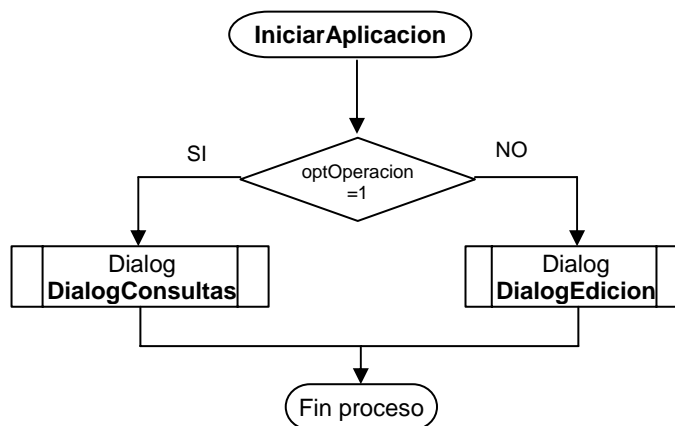 IniciarAplicacion
SI
NO
optOperacion
=1
Dialog
DialogConsultas
Dialog
DialogEdicion
Fin proceso